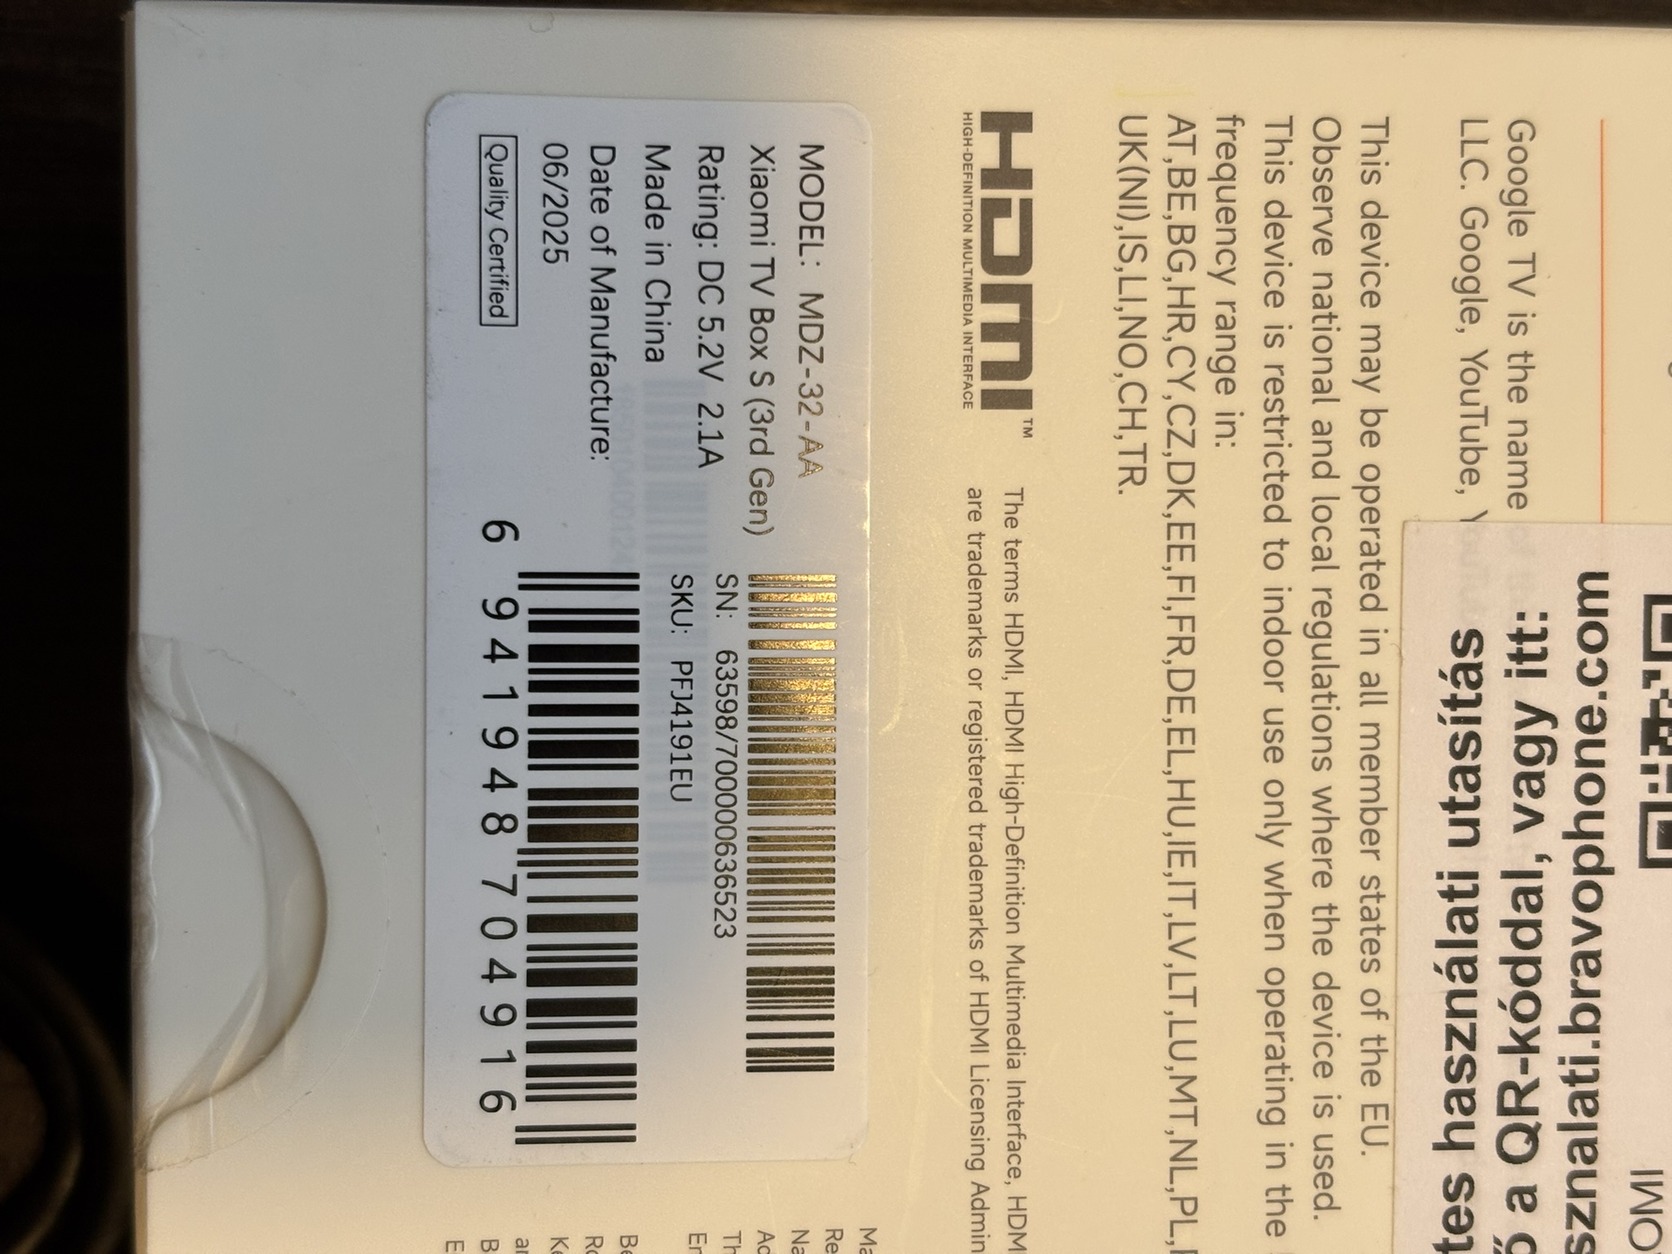 Google TV is the name
LLC. Google, YouTube,
This device may be operated in all member states of the EU.
Observe national and local regulations where the device is used.
This device is restricted to indoor use only when operating in the
frequency range in:
AT,BE,BG,HR,CY,CZ,DK,EE,FI,FR,DE,EL,HU,IE,IT,LV,LT,LU,MT,NL,PL,
UK(NI),IS,LI,NO,CH,TR.
HDMI™
HIGH-DEFINITION MULTIMEDIA INTERFACE
The terms HDMI, HDMI High-Definition Multimedia Interface, HDM
are trademarks or registered trademarks of HDMI Licensing Admin
MODEL: MDZ-32-AA
Xiaomi TV Box S (3rd Gen)
Rating: DC 5.2V 2.1A
Made in China
Date of Manufacture:
06/2025
Quality Certified
SN: 63598/700000636523
SKU: PFJ4191EU
6 941948 704916
tes használati utasítás
a QR-kóddal, vagy itt:
sznalati.bravophone.com